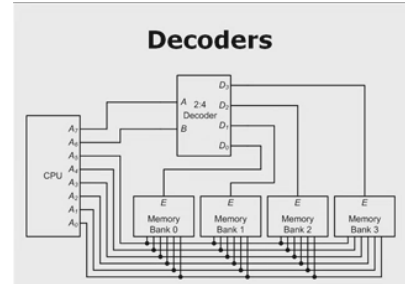 Decoders
D₃
A 2:4 D₂
Decoder
B D₁
D₀
A₇
A₆
A₅
CPU A₄
A₃
A₂
A₁
A₀
E E E E
Memory Memory Memory Memory
Bank 0 Bank 1 Bank 2 Bank 3